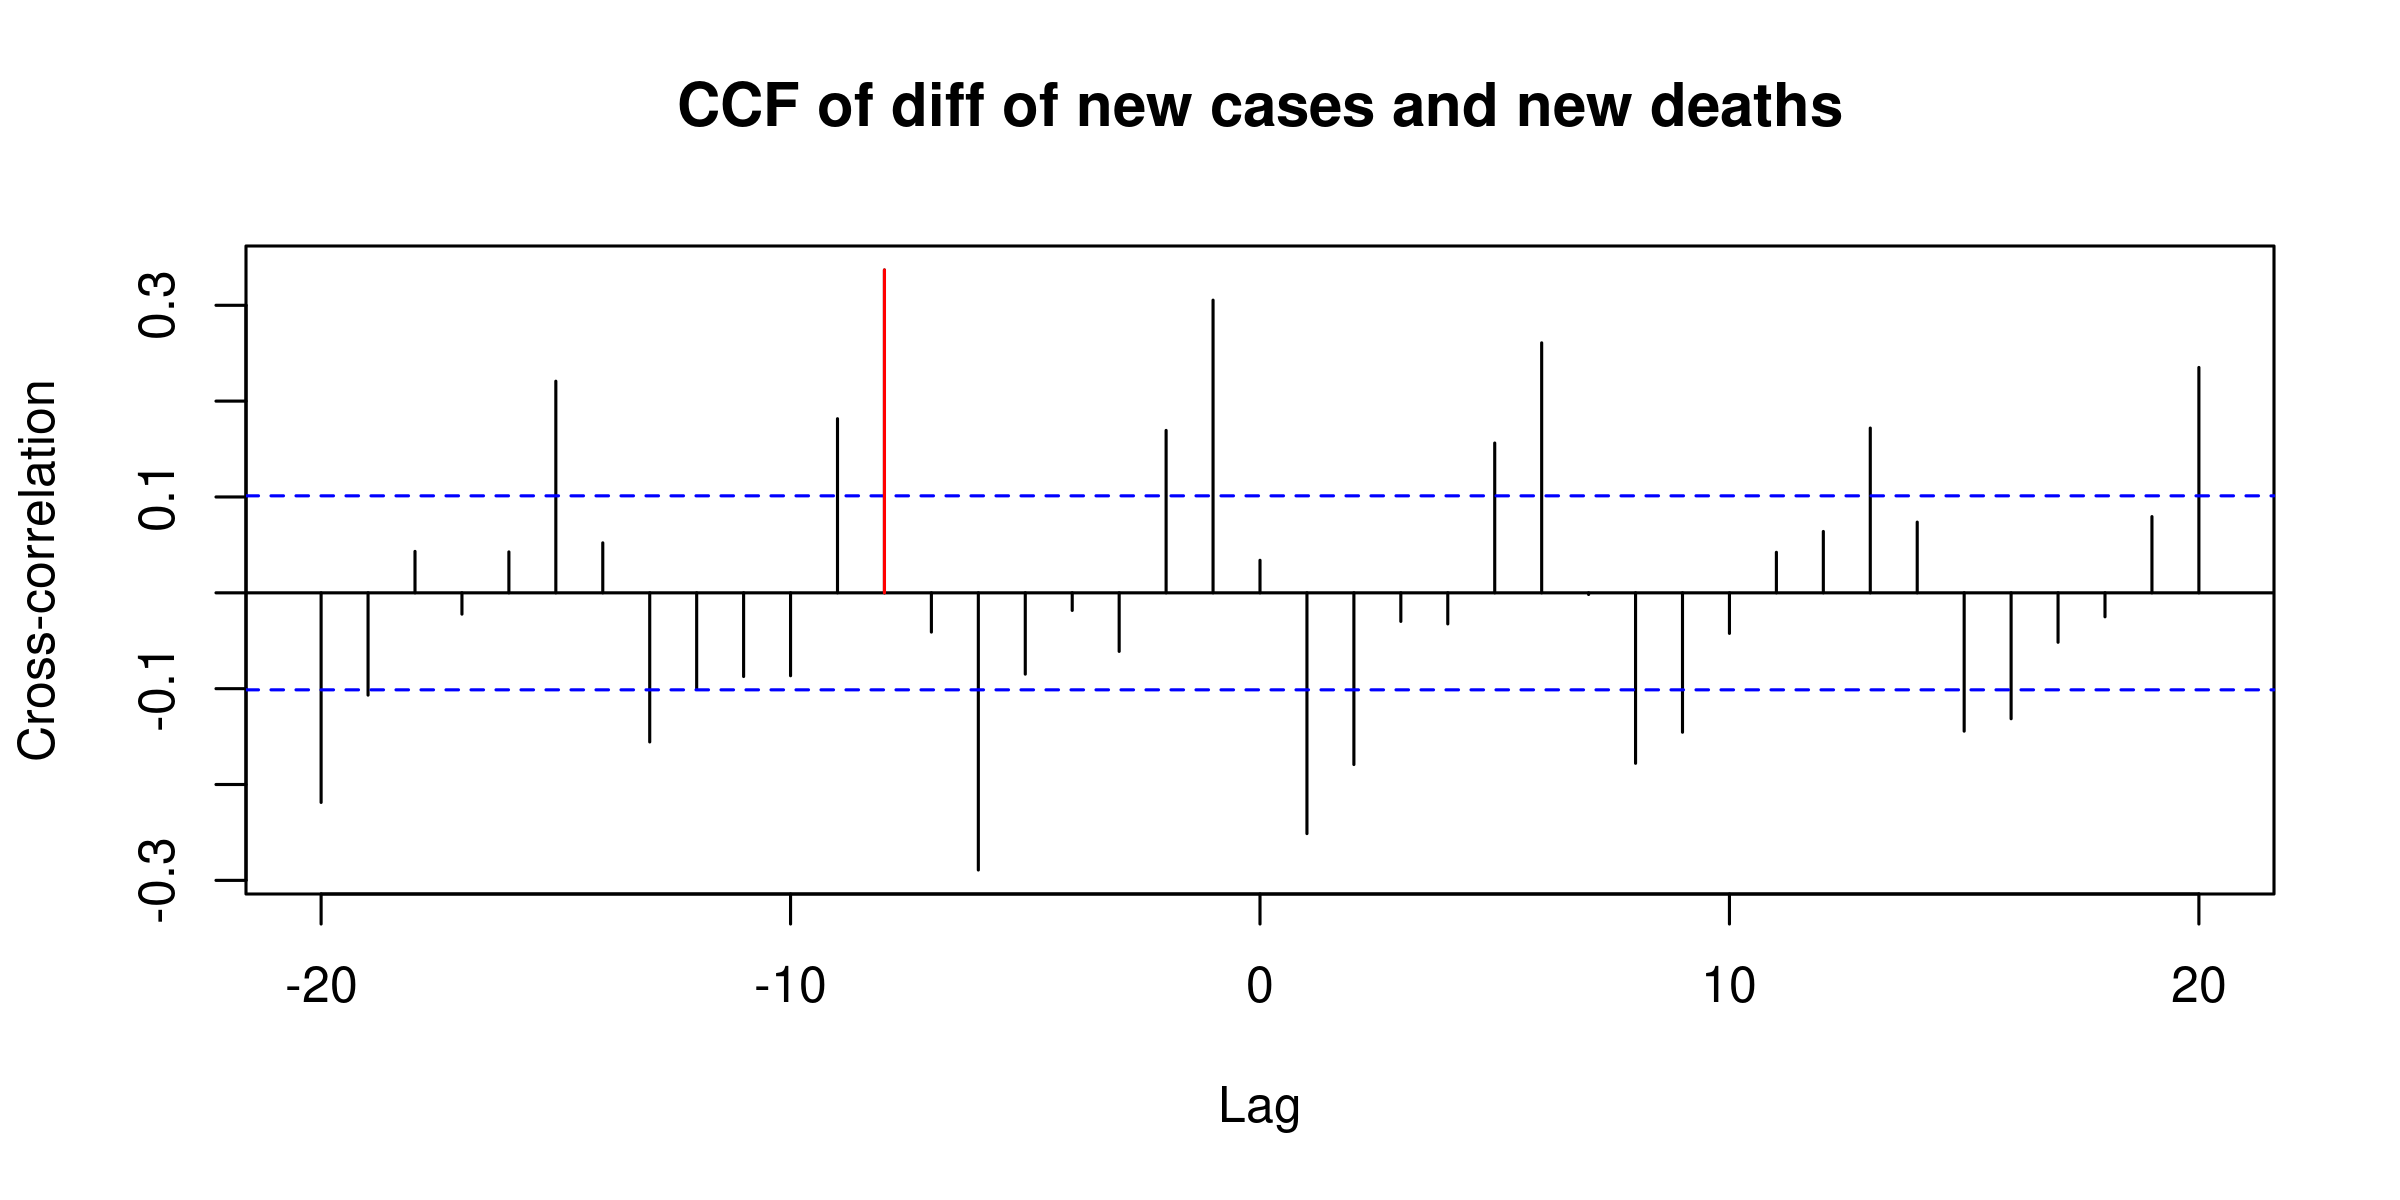 CCF of diff of new cases and new deaths
Cross-correlation
0.3
0.1
-0.1
-0.3
-20 -10 0 10 20
Lag